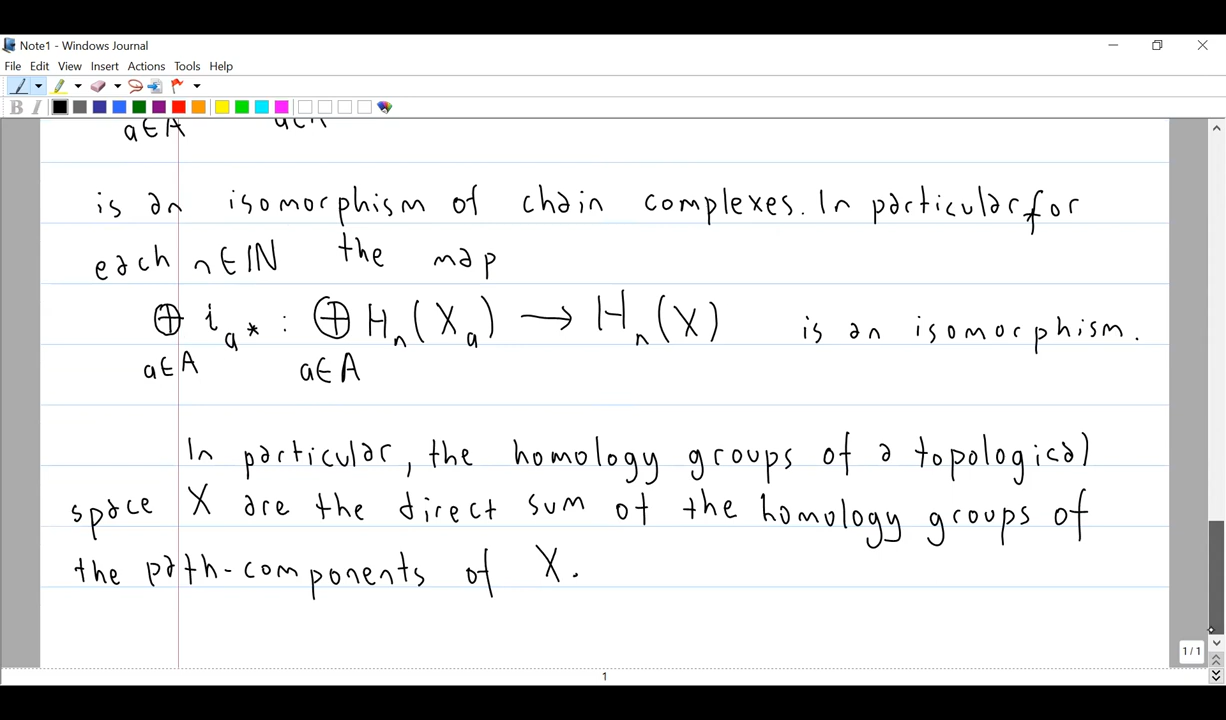 Note1 - Windows Journal
File Edit View Insert Actions Tools Help
B I
a∈A a∈A
is an isomorphism of chain complexes. In particular for
each n∈ℕ the map
⊕ i_a* : ⊕ H_n(X_a) → H_n(X) is an isomorphism.
a∈A a∈A
In particular, the homology groups of a topological
space X are the direct sum of the homology groups of
the path-components of X.
1/1
1